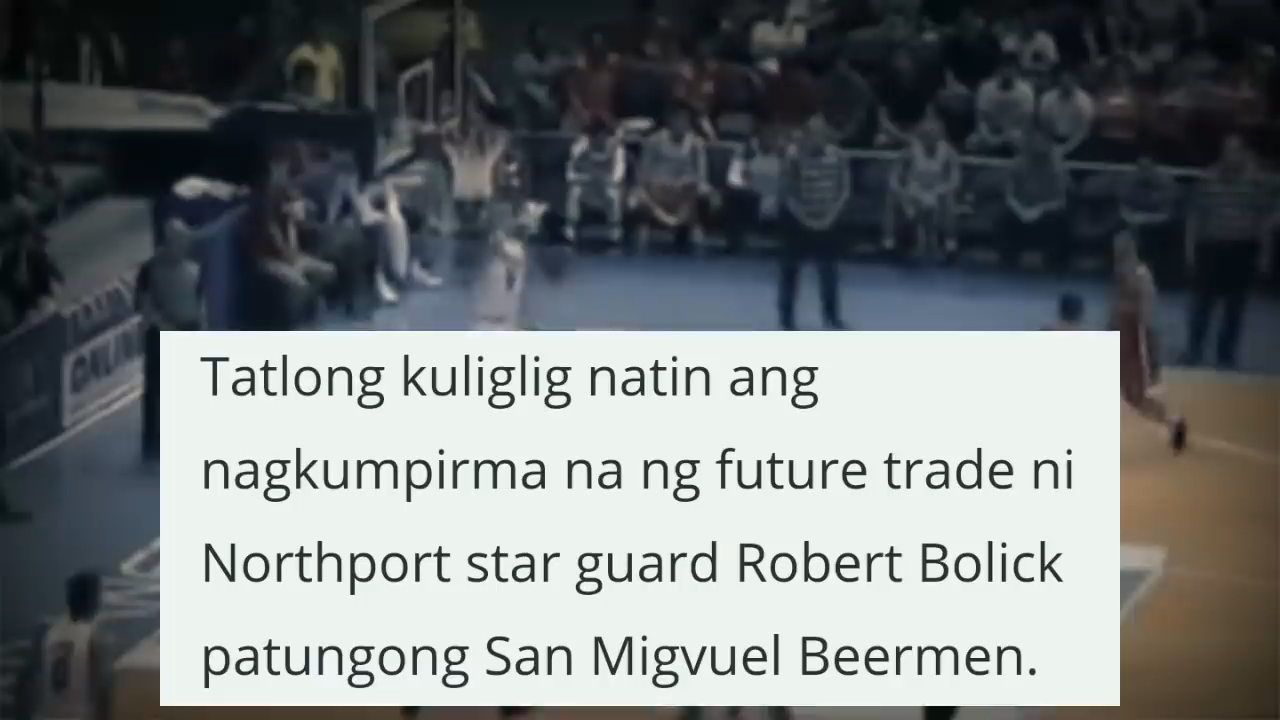 Tatlong kuliglig natin ang
nagkumpirma na ng future trade ni
Northport star guard Robert Bolick
patungong San Migvuel Beermen.